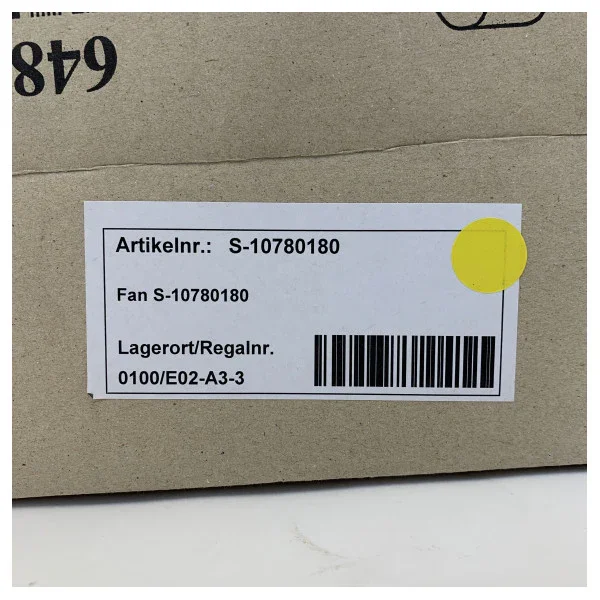 648
Artikelnr.: S-10780180
Fan S-10780180
Lagerort/Regalnr.
0100/E02-A3-3